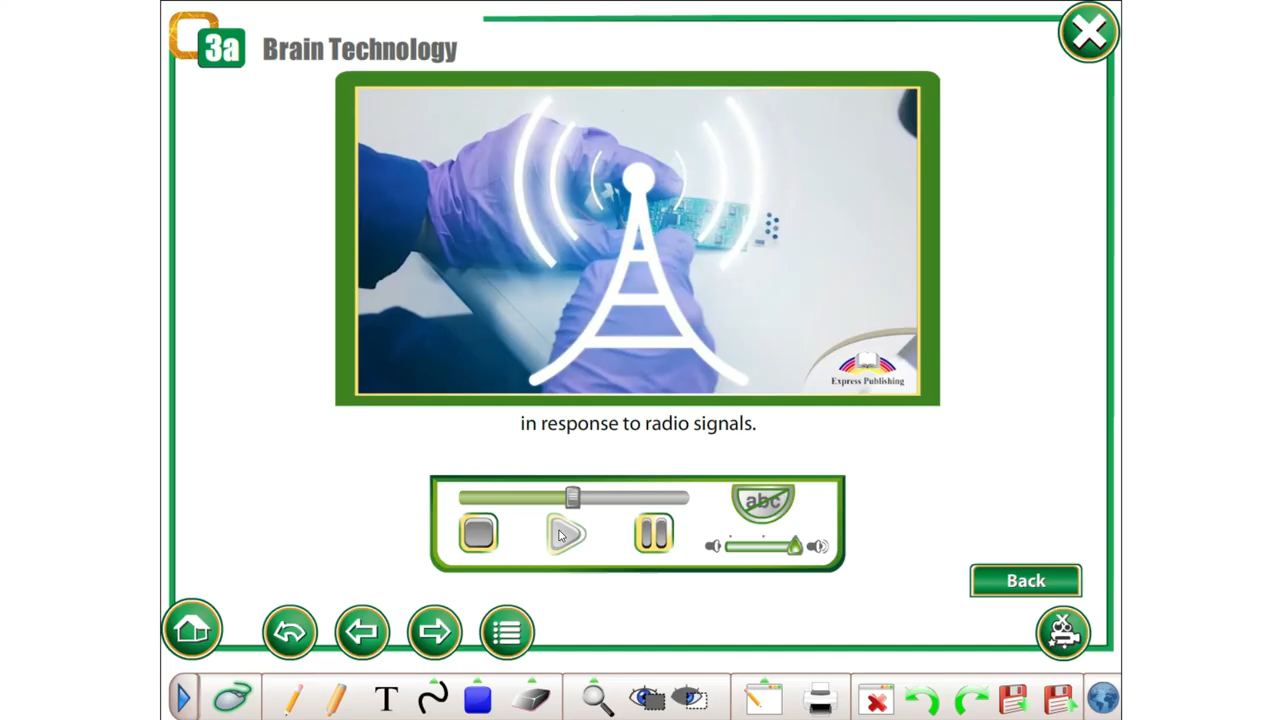 3a
Brain Technology
Express Publishing
in response to radio signals.
abc
Back
T